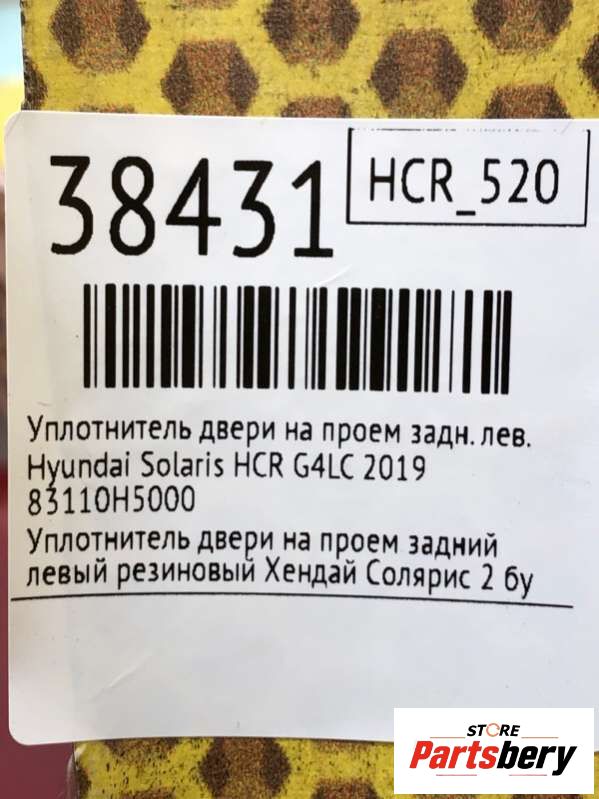 38431
HCR_520
Уплотнитель двери на проем задн. лев.
Hyundai Solaris HCR G4LC 2019
83110H5000
Уплотнитель двери на проем задний
левый резиновый Хендай Солярис 2 бу
STORE
Partsbery